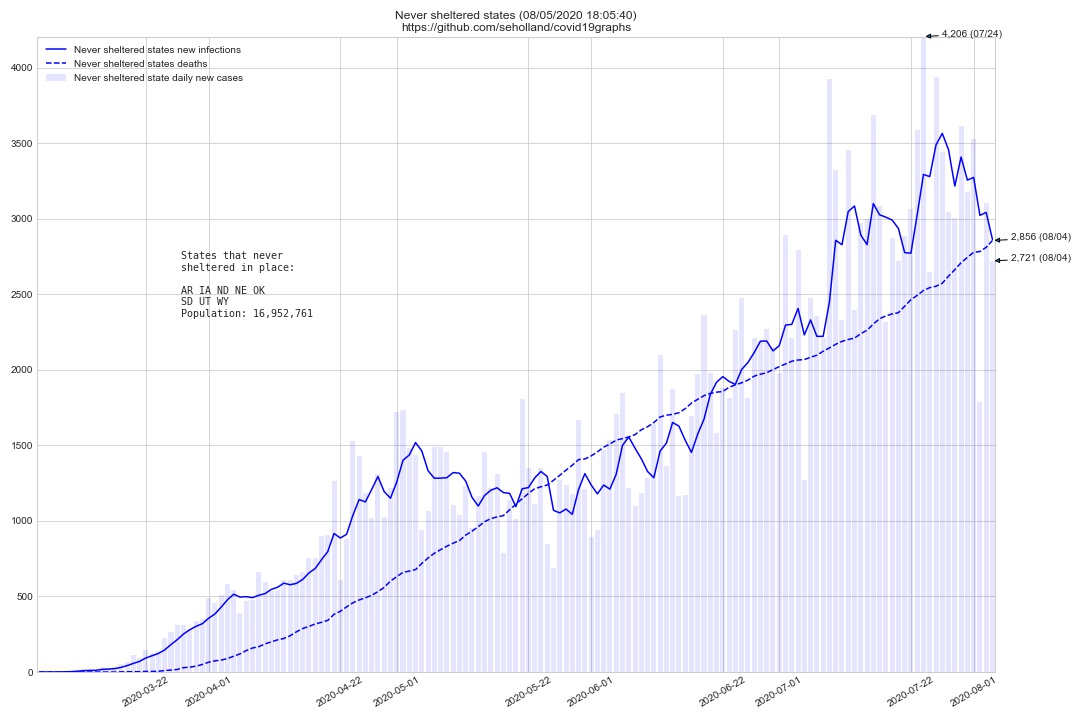 Never sheltered states (08/05/2020 18:05:40)
https://github.com/seholland/covid19graphs
4,206 (07/24)
Never sheltered states new infections
Never sheltered states deaths
Never sheltered state daily new cases
4000
3500
3000
2500
2000
1500
1000
500
0
States that never
sheltered in place:
AR IA ND NE OK
SD UT WY
Population: 16,952,761
2,856 (08/04)
2,721 (08/04)
2020-03-22
2020-04-01
2020-04-22
2020-05-01
2020-05-22
2020-06-01
2020-06-22
2020-07-01
2020-07-22
2020-08-01